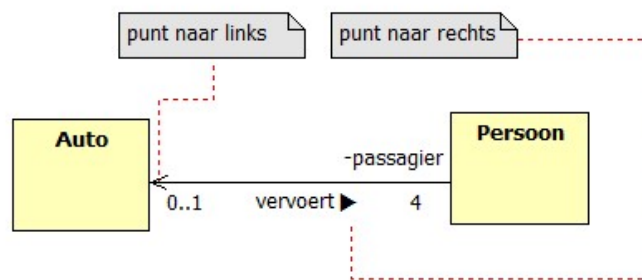 punt naar links
punt naar rechts
Auto
Persoon
-passagier
0..1
vervoert ▶
4